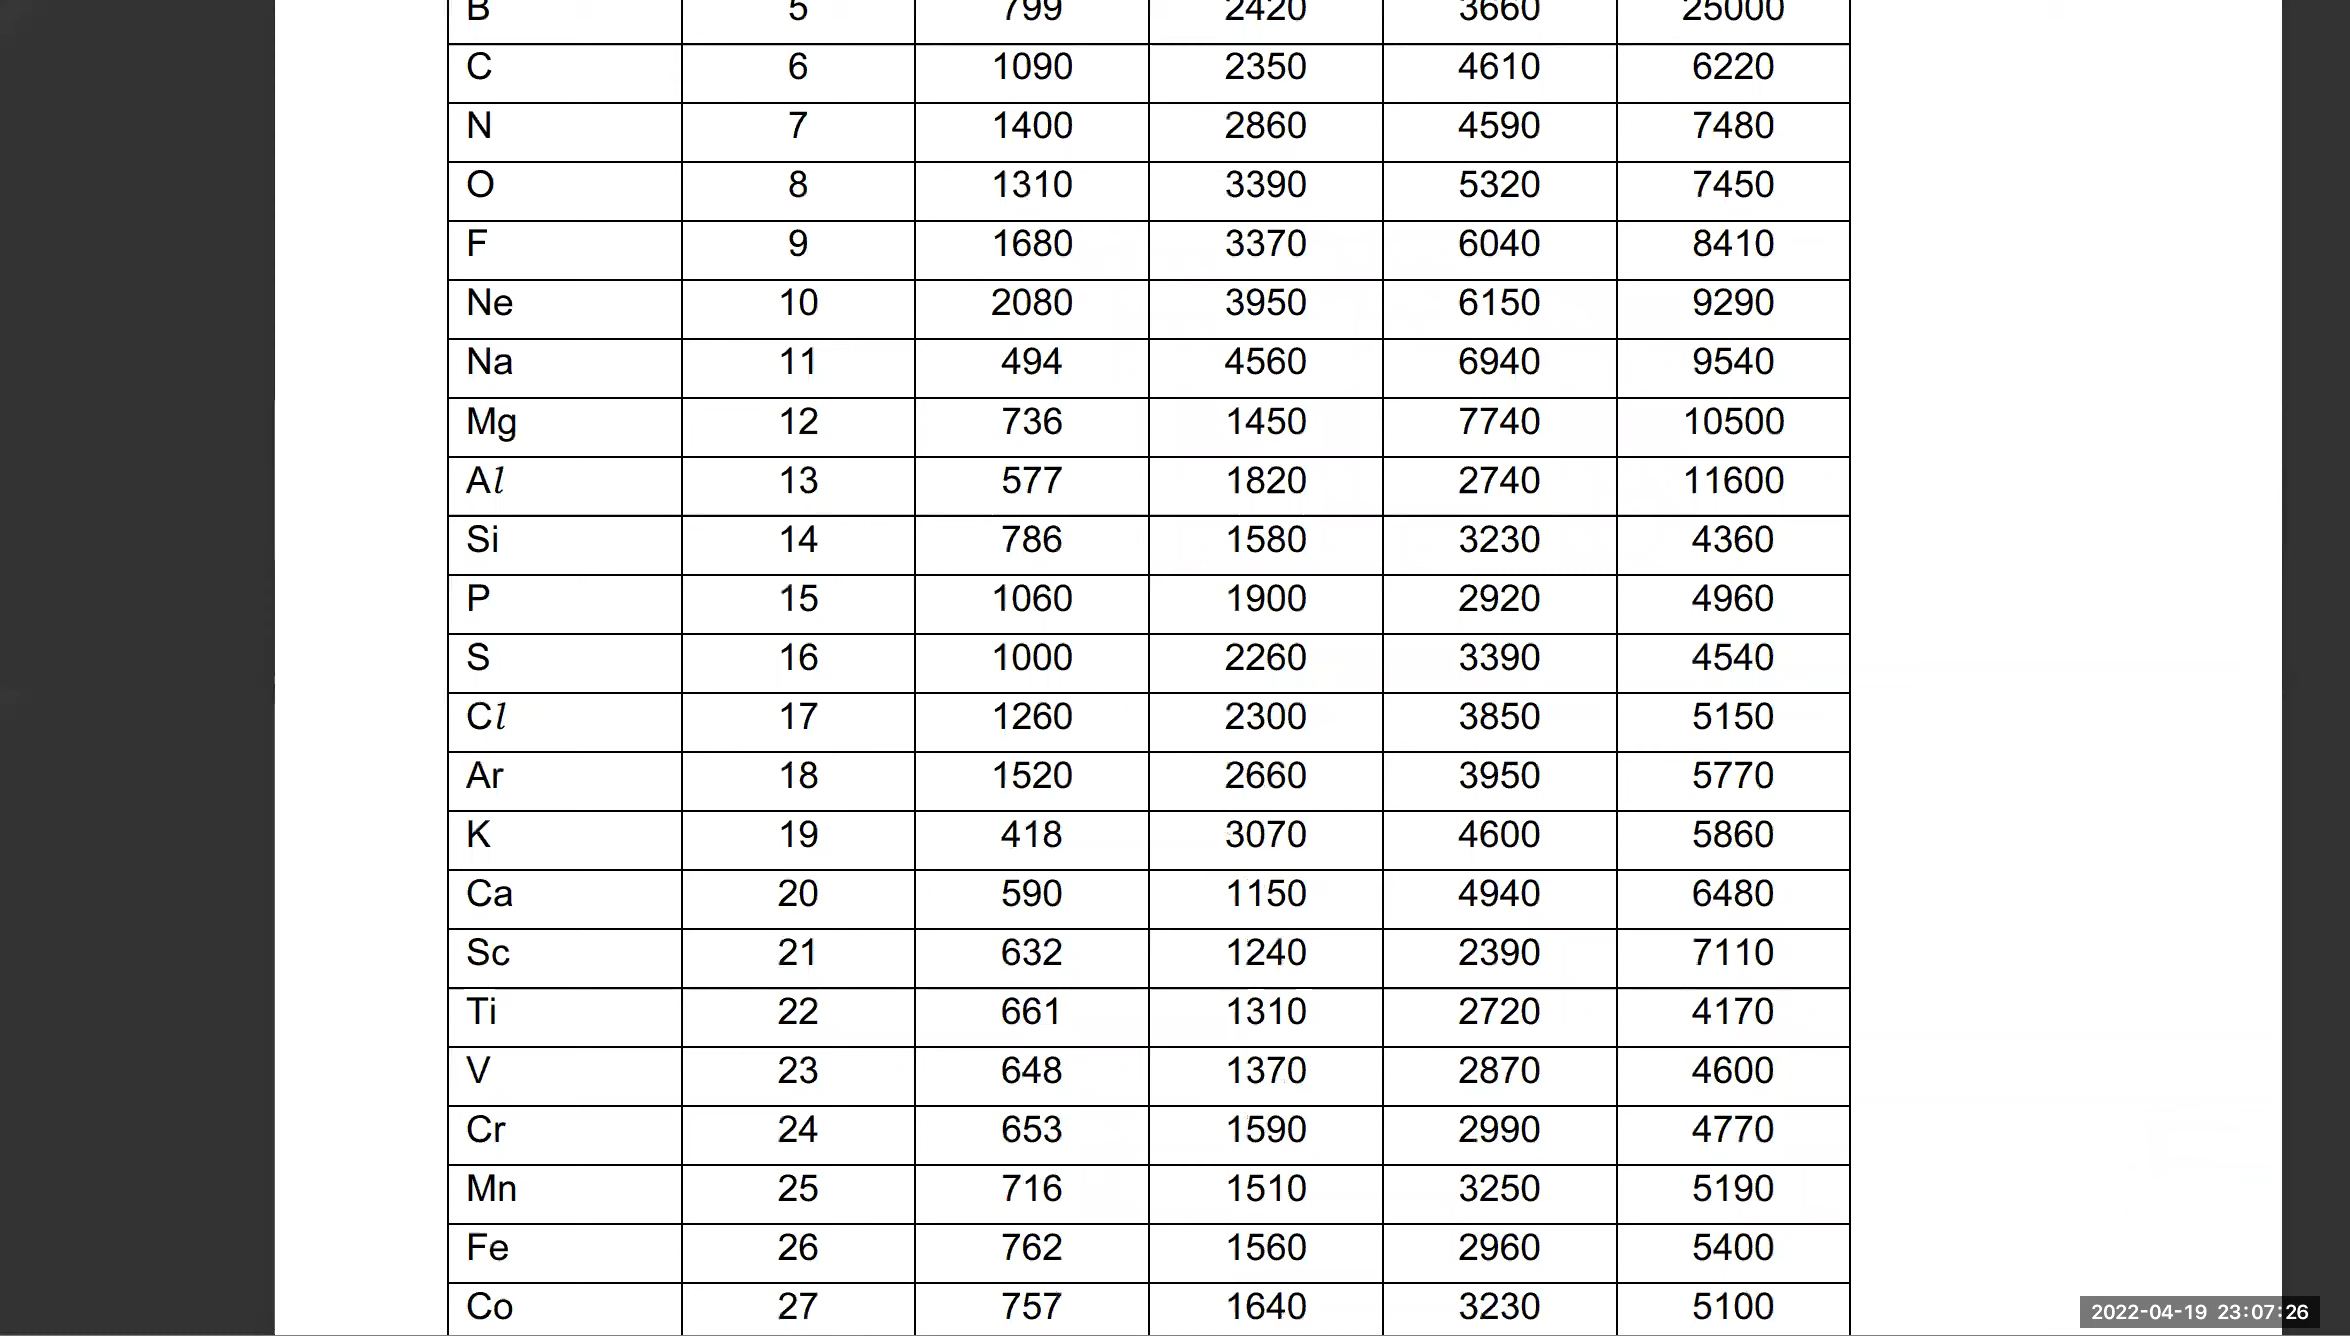 B 5 799 2420 3660 25000
C 6 1090 2350 4610 6220
N 7 1400 2860 4590 7480
O 8 1310 3390 5320 7450
F 9 1680 3370 6040 8410
Ne 10 2080 3950 6150 9290
Na 11 494 4560 6940 9540
Mg 12 736 1450 7740 10500
Al 13 577 1820 2740 11600
Si 14 786 1580 3230 4360
P 15 1060 1900 2920 4960
S 16 1000 2260 3390 4540
Cl 17 1260 2300 3850 5150
Ar 18 1520 2660 3950 5770
K 19 418 3070 4600 5860
Ca 20 590 1150 4940 6480
Sc 21 632 1240 2390 7110
Ti 22 661 1310 2720 4170
V 23 648 1370 2870 4600
Cr 24 653 1590 2990 4770
Mn 25 716 1510 3250 5190
Fe 26 762 1560 2960 5400
Co 27 757 1640 3230 5100
2022-04-19 23:07:26